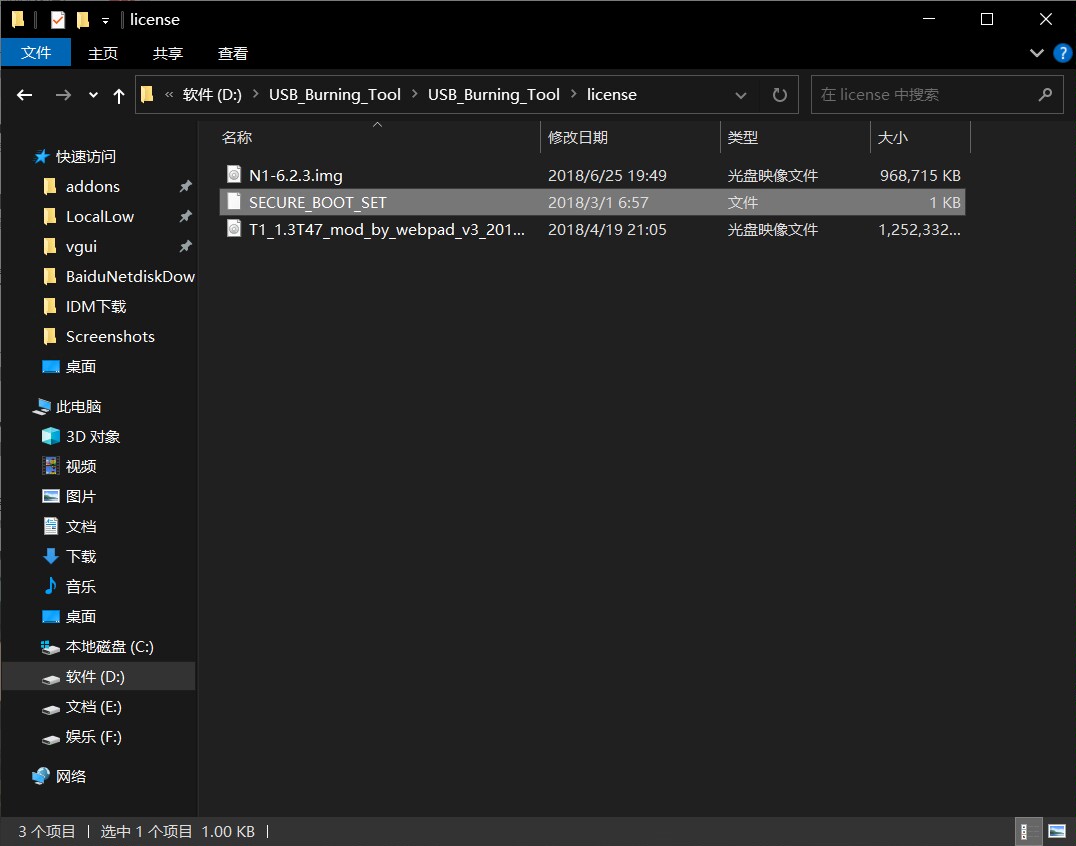 license
文件 主页 共享 查看
« 软件 (D:) › USB_Burning_Tool › USB_Burning_Tool › license 在 license 中搜索
名称 修改日期 类型 大小
N1-6.2.3.img 2018/6/25 19:49 光盘映像文件 968,715 KB
SECURE_BOOT_SET 2018/3/1 6:57 文件 1 KB
T1_1.3T47_mod_by_webpad_v3_201... 2018/4/19 21:05 光盘映像文件 1,252,332...
快速访问
addons
LocalLow
vgui
BaiduNetdiskDow
IDM下载
Screenshots
桌面
此电脑
3D 对象
视频
图片
文档
下载
音乐
桌面
本地磁盘 (C:)
软件 (D:)
文档 (E:)
娱乐 (F:)
网络
3 个项目 选中 1 个项目 1.00 KB